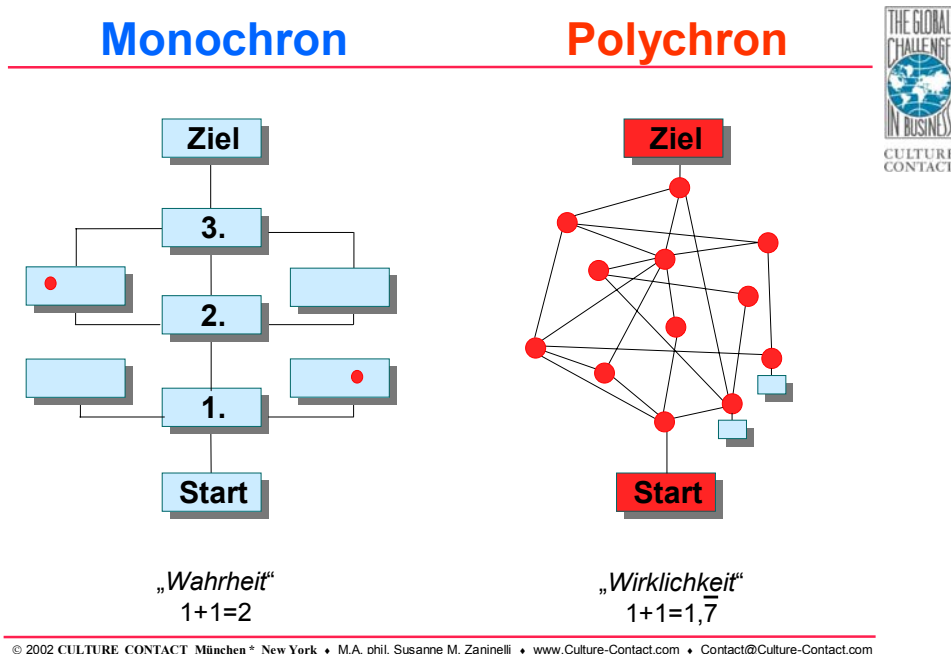 Monochron
Polychron
THE GLOBAL
CHALLENGE
IN BUSINESS
CULTURE
CONTACT
Ziel
3.
2.
1.
Start
„Wahrheit“
1+1=2
Ziel
Start
„Wirklichkeit“
1+1=1,7̅
© 2002 CULTURE CONTACT München * New York ♦ M.A. phil. Susanne M. Zaninelli ♦ www.Culture-Contact.com ♦ Contact@Culture-Contact.com